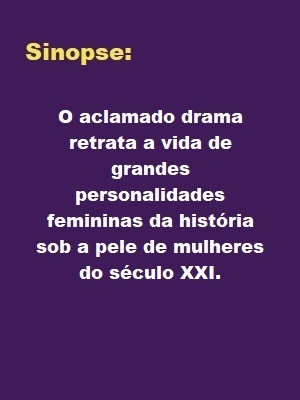 Sinopse:
O aclamado drama
retrata a vida de
grandes
personalidades
femininas da história
sob a pele de mulheres
do século XXI.